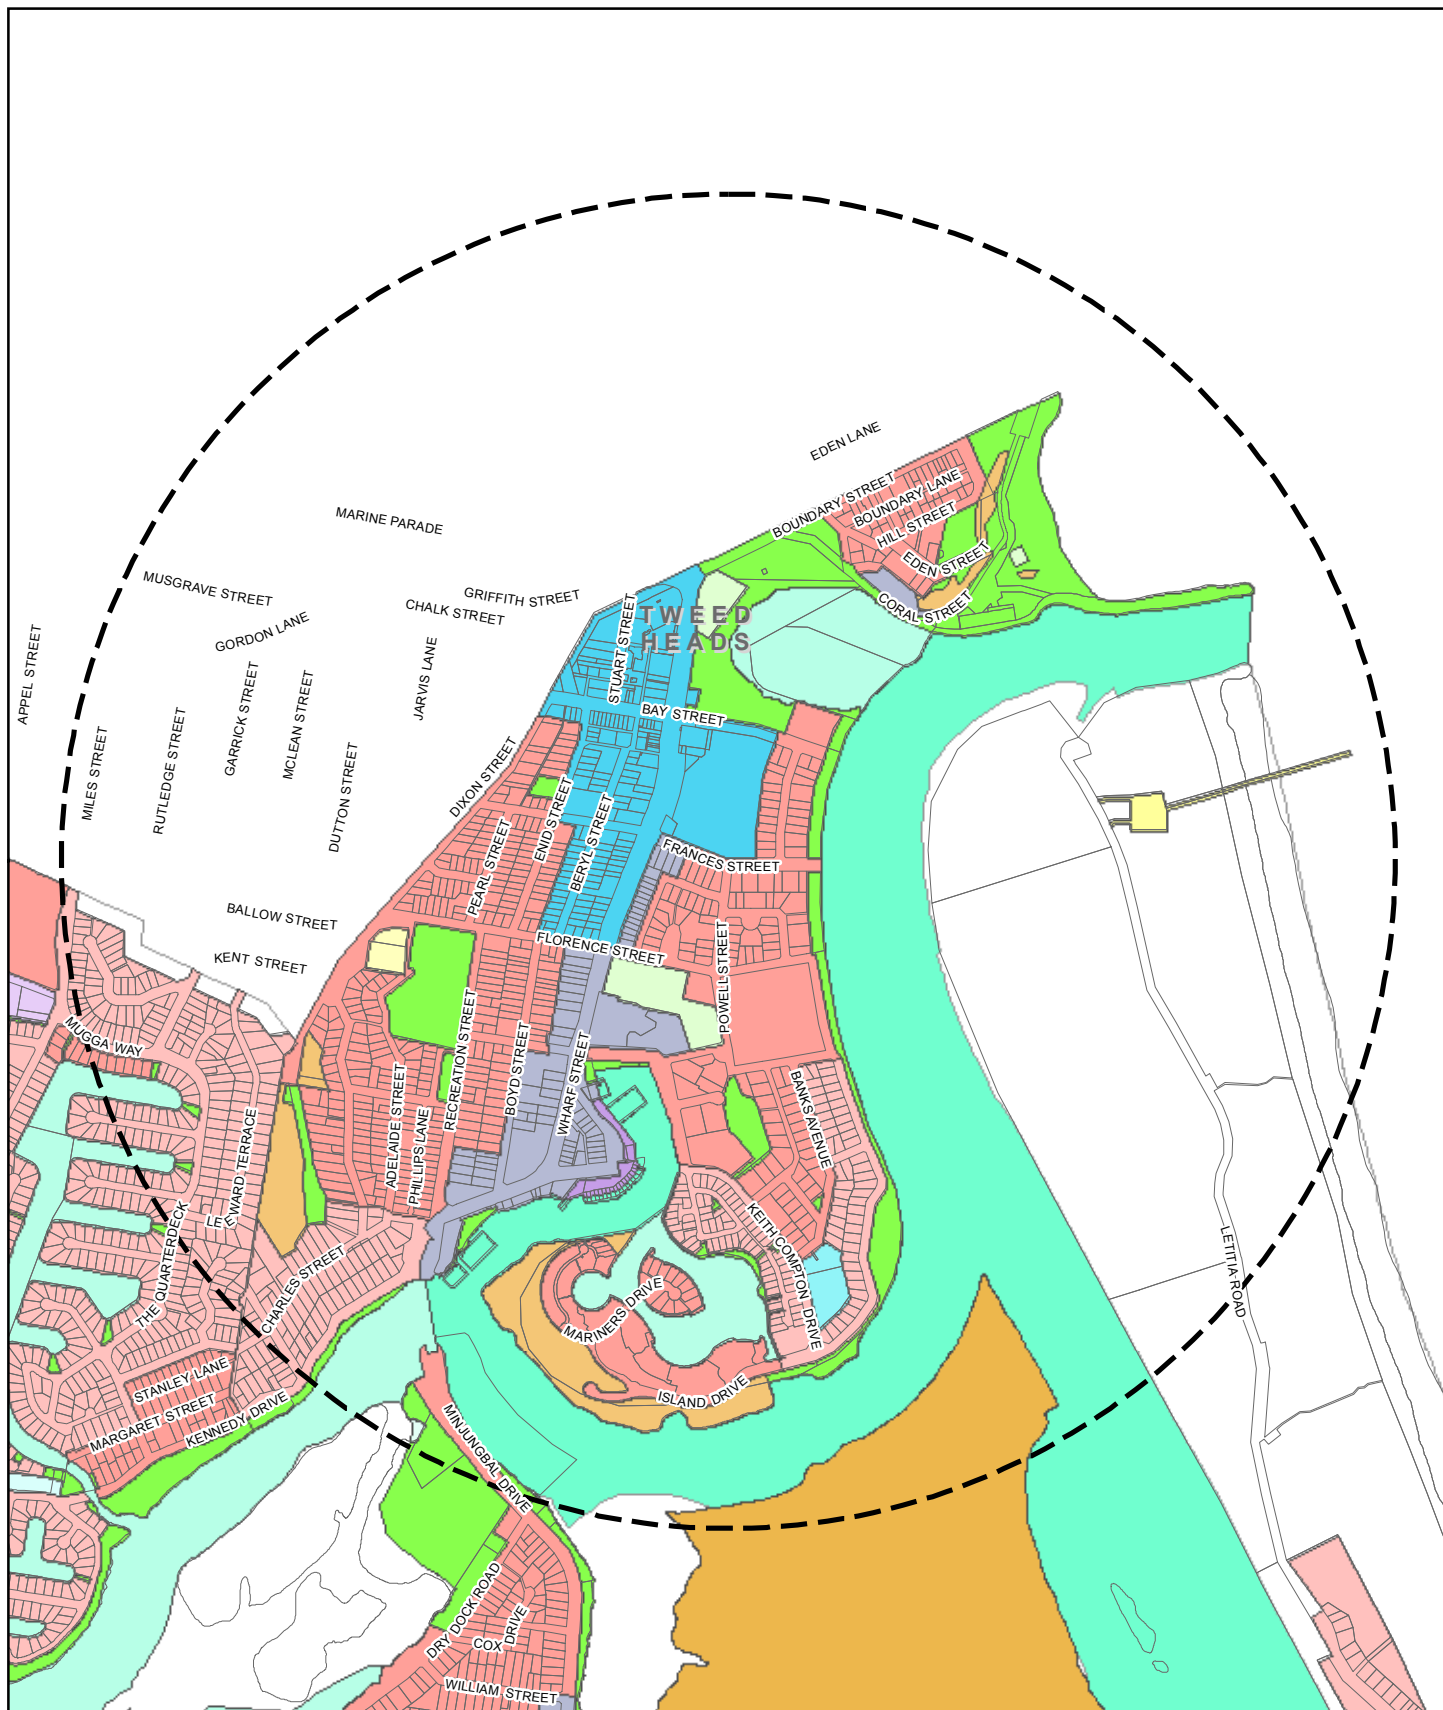 EDEN LANE
BOUNDARY STREET
BOUNDARY LANE
HILL STREET
EDEN STREET
CORAL STREET
MARINE PARADE
MUSGRAVE STREET
GORDON LANE
CHALK STREET
GRIFFITH STREET
TWEED
HEADS
STUART STREET
APPEL STREET
MILES STREET
RUTLEDGE STREET
GARRICK STREET
MCLEAN STREET
DUTTON STREET
JARVIS LANE
BAY STREET
DIXON STREET
ENID STREET
BERYL STREET
PEARL STREET
FRANCES STREET
BALLOW STREET
KENT STREET
FLORENCE STREET
POWELL STREET
MUGGA WAY
RECREATION STREET
BOYD STREET
WHARF STREET
ADELAIDE STREET
PHILLIPS LANE
BANKS AVENUE
LEEWARD TERRACE
THE QUARTERDECK
CHARLES STREET
KEITH COMPTON DRIVE
LETITIA ROAD
MARINERS DRIVE
ISLAND DRIVE
STANLEY LANE
MARGARET STREET
KENNEDY DRIVE
MINJUNGBAL DRIVE
DRY DOCK ROAD
COX DRIVE
WILLIAM STREET